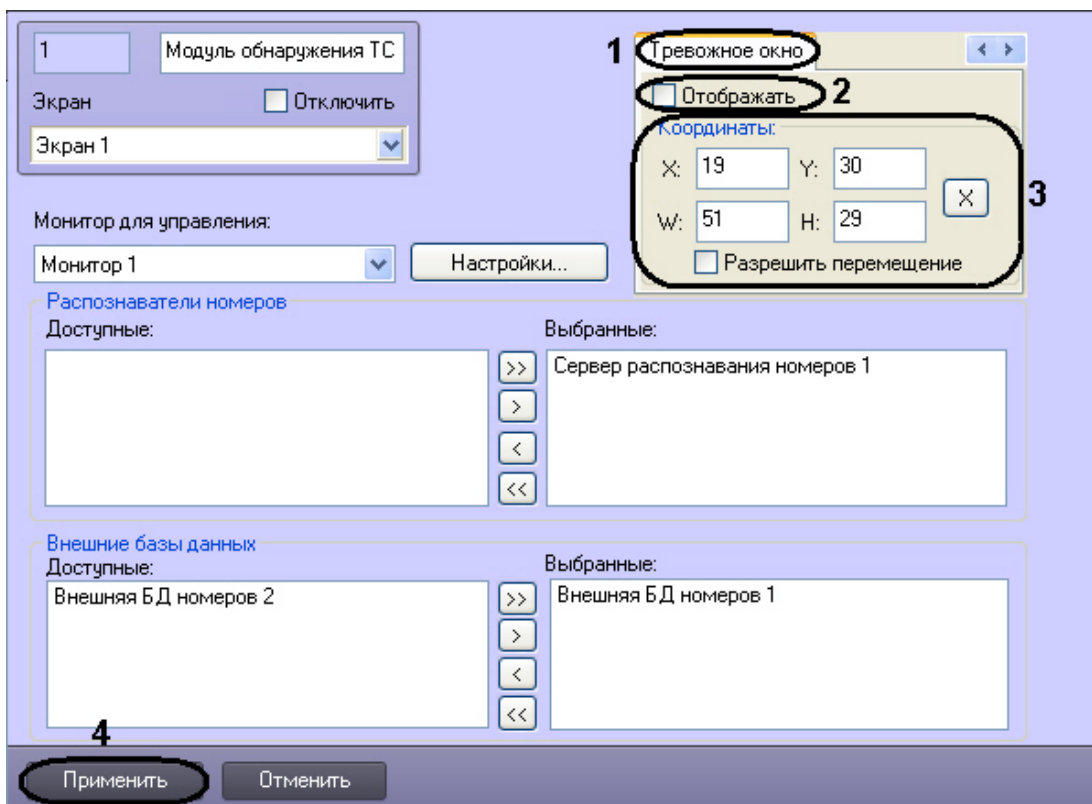 1 Модуль обнаружения ТС
Экран Отключить
Экран 1
1 Тревожное окно
Отображать 2
Координаты:
X: 19 Y: 30
X 3
W: 51 H: 29
Разрешить перемещение
Монитор для управления:
Монитор 1 Настройки...
Распознаватели номеров
Доступные: Выбранные:
Сервер распознавания номеров 1
>>
>
<
<<
Внешние базы данных
Доступные: Выбранные:
Внешняя БД номеров 2 >> Внешняя БД номеров 1
>
<
<<
4
Применить Отменить